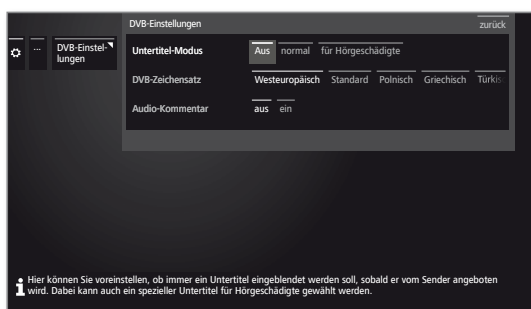 DVB-Einstellungen zurück
... DVB-Einstel-
lungen
Untertitel-Modus Aus normal für Hörgeschädigte
DVB-Zeichensatz Westeuropäisch Standard Polnisch Griechisch Türkis
Audio-Kommentar aus ein
Hier können Sie voreinstellen, ob immer ein Untertitel eingeblendet werden soll, sobald er vom Sender angeboten
wird. Dabei kann auch ein spezieller Untertitel für Hörgeschädigte gewählt werden.